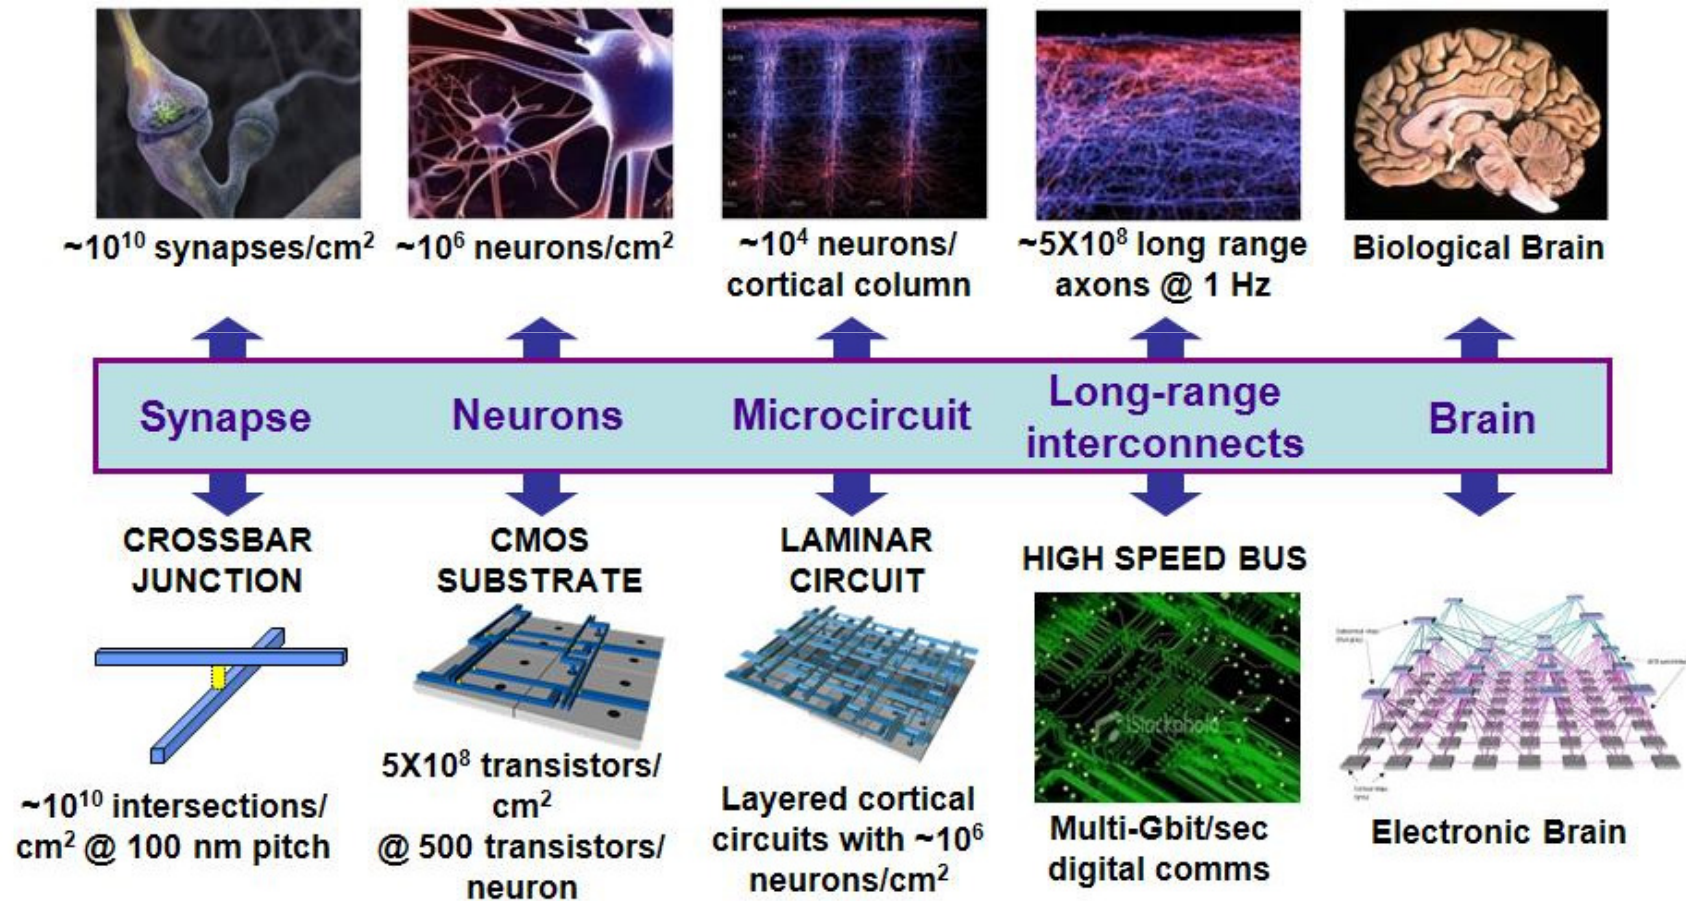 ~10¹⁰ synapses/cm²
~10⁶ neurons/cm²
~10⁴ neurons/
cortical column
~5X10⁸ long range
axons @ 1 Hz
Biological Brain
Synapse
Neurons
Microcircuit
Long-range
interconnects
Brain
CROSSBAR
JUNCTION
~10¹⁰ intersections/
cm² @ 100 nm pitch
CMOS
SUBSTRATE
5X10⁸ transistors/
cm²
@ 500 transistors/
neuron
LAMINAR
CIRCUIT
Layered cortical
circuits with ~10⁶
neurons/cm²
HIGH SPEED BUS
iStockphoto
Multi-Gbit/sec
digital comms
Electronic Brain